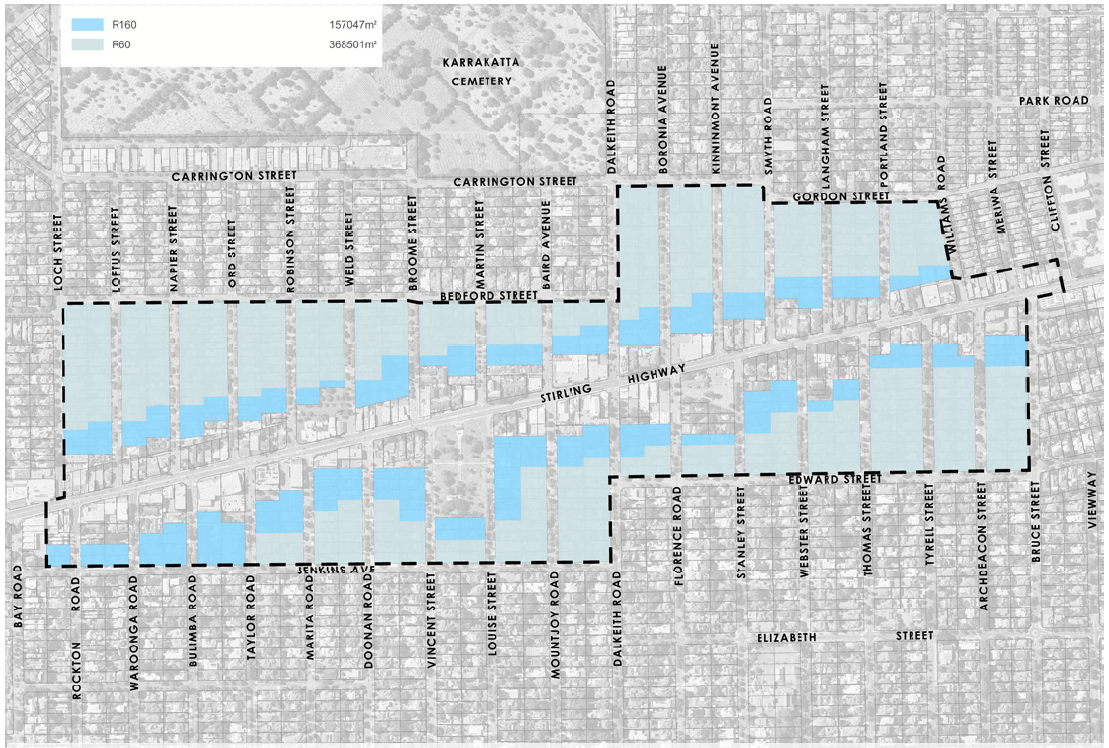 R160 157047m²
R60 366501m²
KARRAKATTA
CEMETERY
DALKEITH ROAD
BORONIA AVENUE
KINNINMONT AVENUE
SMYTH ROAD
LANGHAM STREET
PORTLAND STREET
PARK ROAD
WILLIAMS ROAD
MERIWA STREET
CLIFTON STREET
CARRINGTON STREET
CARRINGTON STREET
GORDON STREET
LOCH STREET
LOFTUS STREET
NAPIER STREET
ORD STREET
ROBINSON STREET
WELD STREET
BROOME STREET
MARTIN STREET
BAIRD AVENUE
BEDFORD STREET
STIRLING HIGHWAY
EDWARD STREET
JENKINS AVE
BAY ROAD
ROCKTON ROAD
WAROONGA ROAD
BULIMBA ROAD
TAYLOR ROAD
MARITA ROAD
DOONAN ROAD
VINCENT STREET
LOUISE STREET
MOUNTJOY ROAD
DALKEITH ROAD
FLORENCE ROAD
STANLEY STREET
WEBSTER STREET
THOMAS STREET
TYRELL STREET
ARCHDEACON STREET
BRUCE STREET
VIEWWAY
ELIZABETH STREET